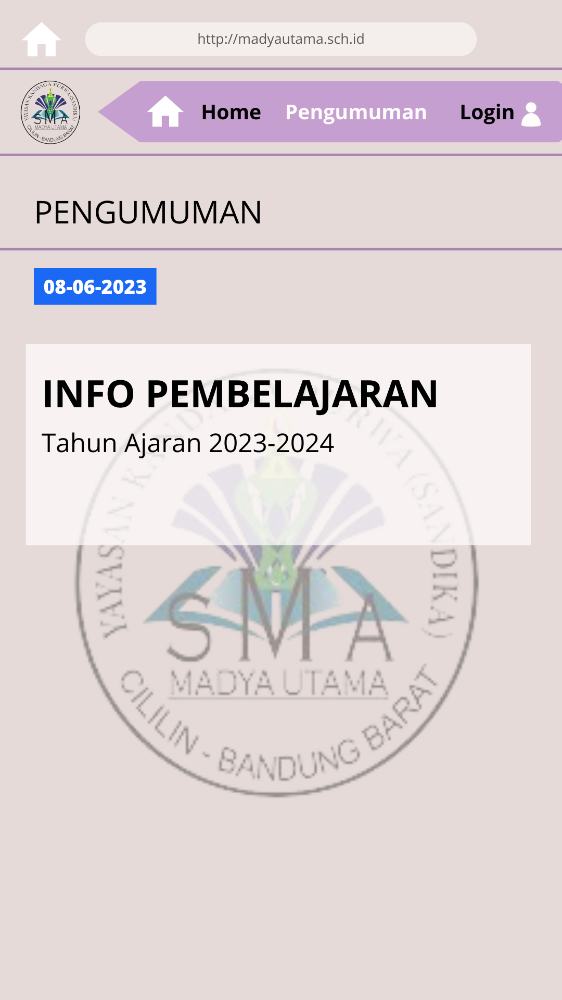 http://madyautama.sch.id
YAYASAN KANDAGA PURWA (SANDIKA)
SMA
MADYA UTAMA
CILILIN - BANDUNG BARAT
Home Pengumuman Login
PENGUMUMAN
08-06-2023
INFO PEMBELAJARAN
Tahun Ajaran 2023-2024
YAYASAN KANDAGA PURWA (SANDIKA)
SMA
MADYA UTAMA
CILILIN - BANDUNG BARAT